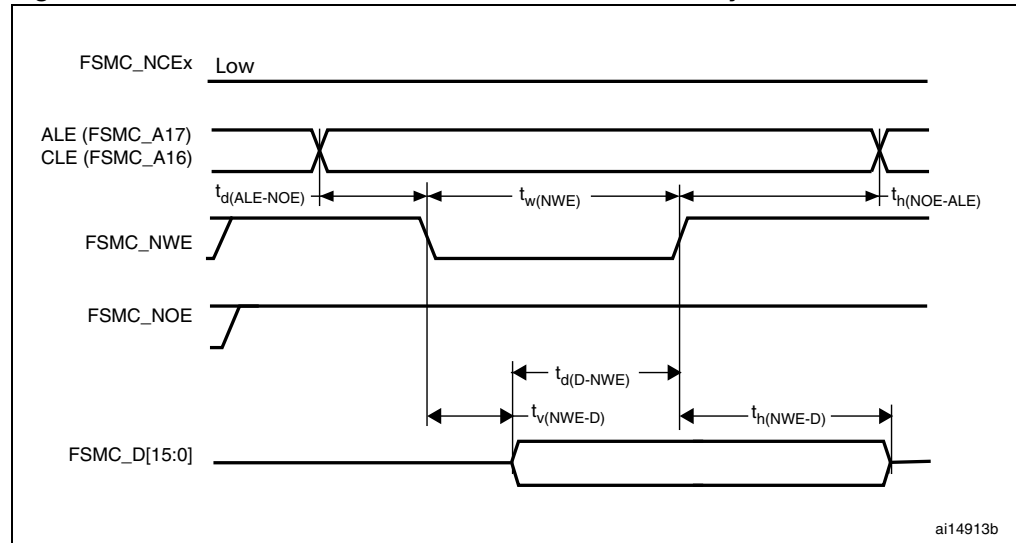 FSMC_NCEx Low
ALE (FSMC_A17)
CLE (FSMC_A16)
td(ALE-NOE) tw(NWE) th(NOE-ALE)
FSMC_NWE
FSMC_NOE
td(D-NWE)
tv(NWE-D) th(NWE-D)
FSMC_D[15:0]
ai14913b